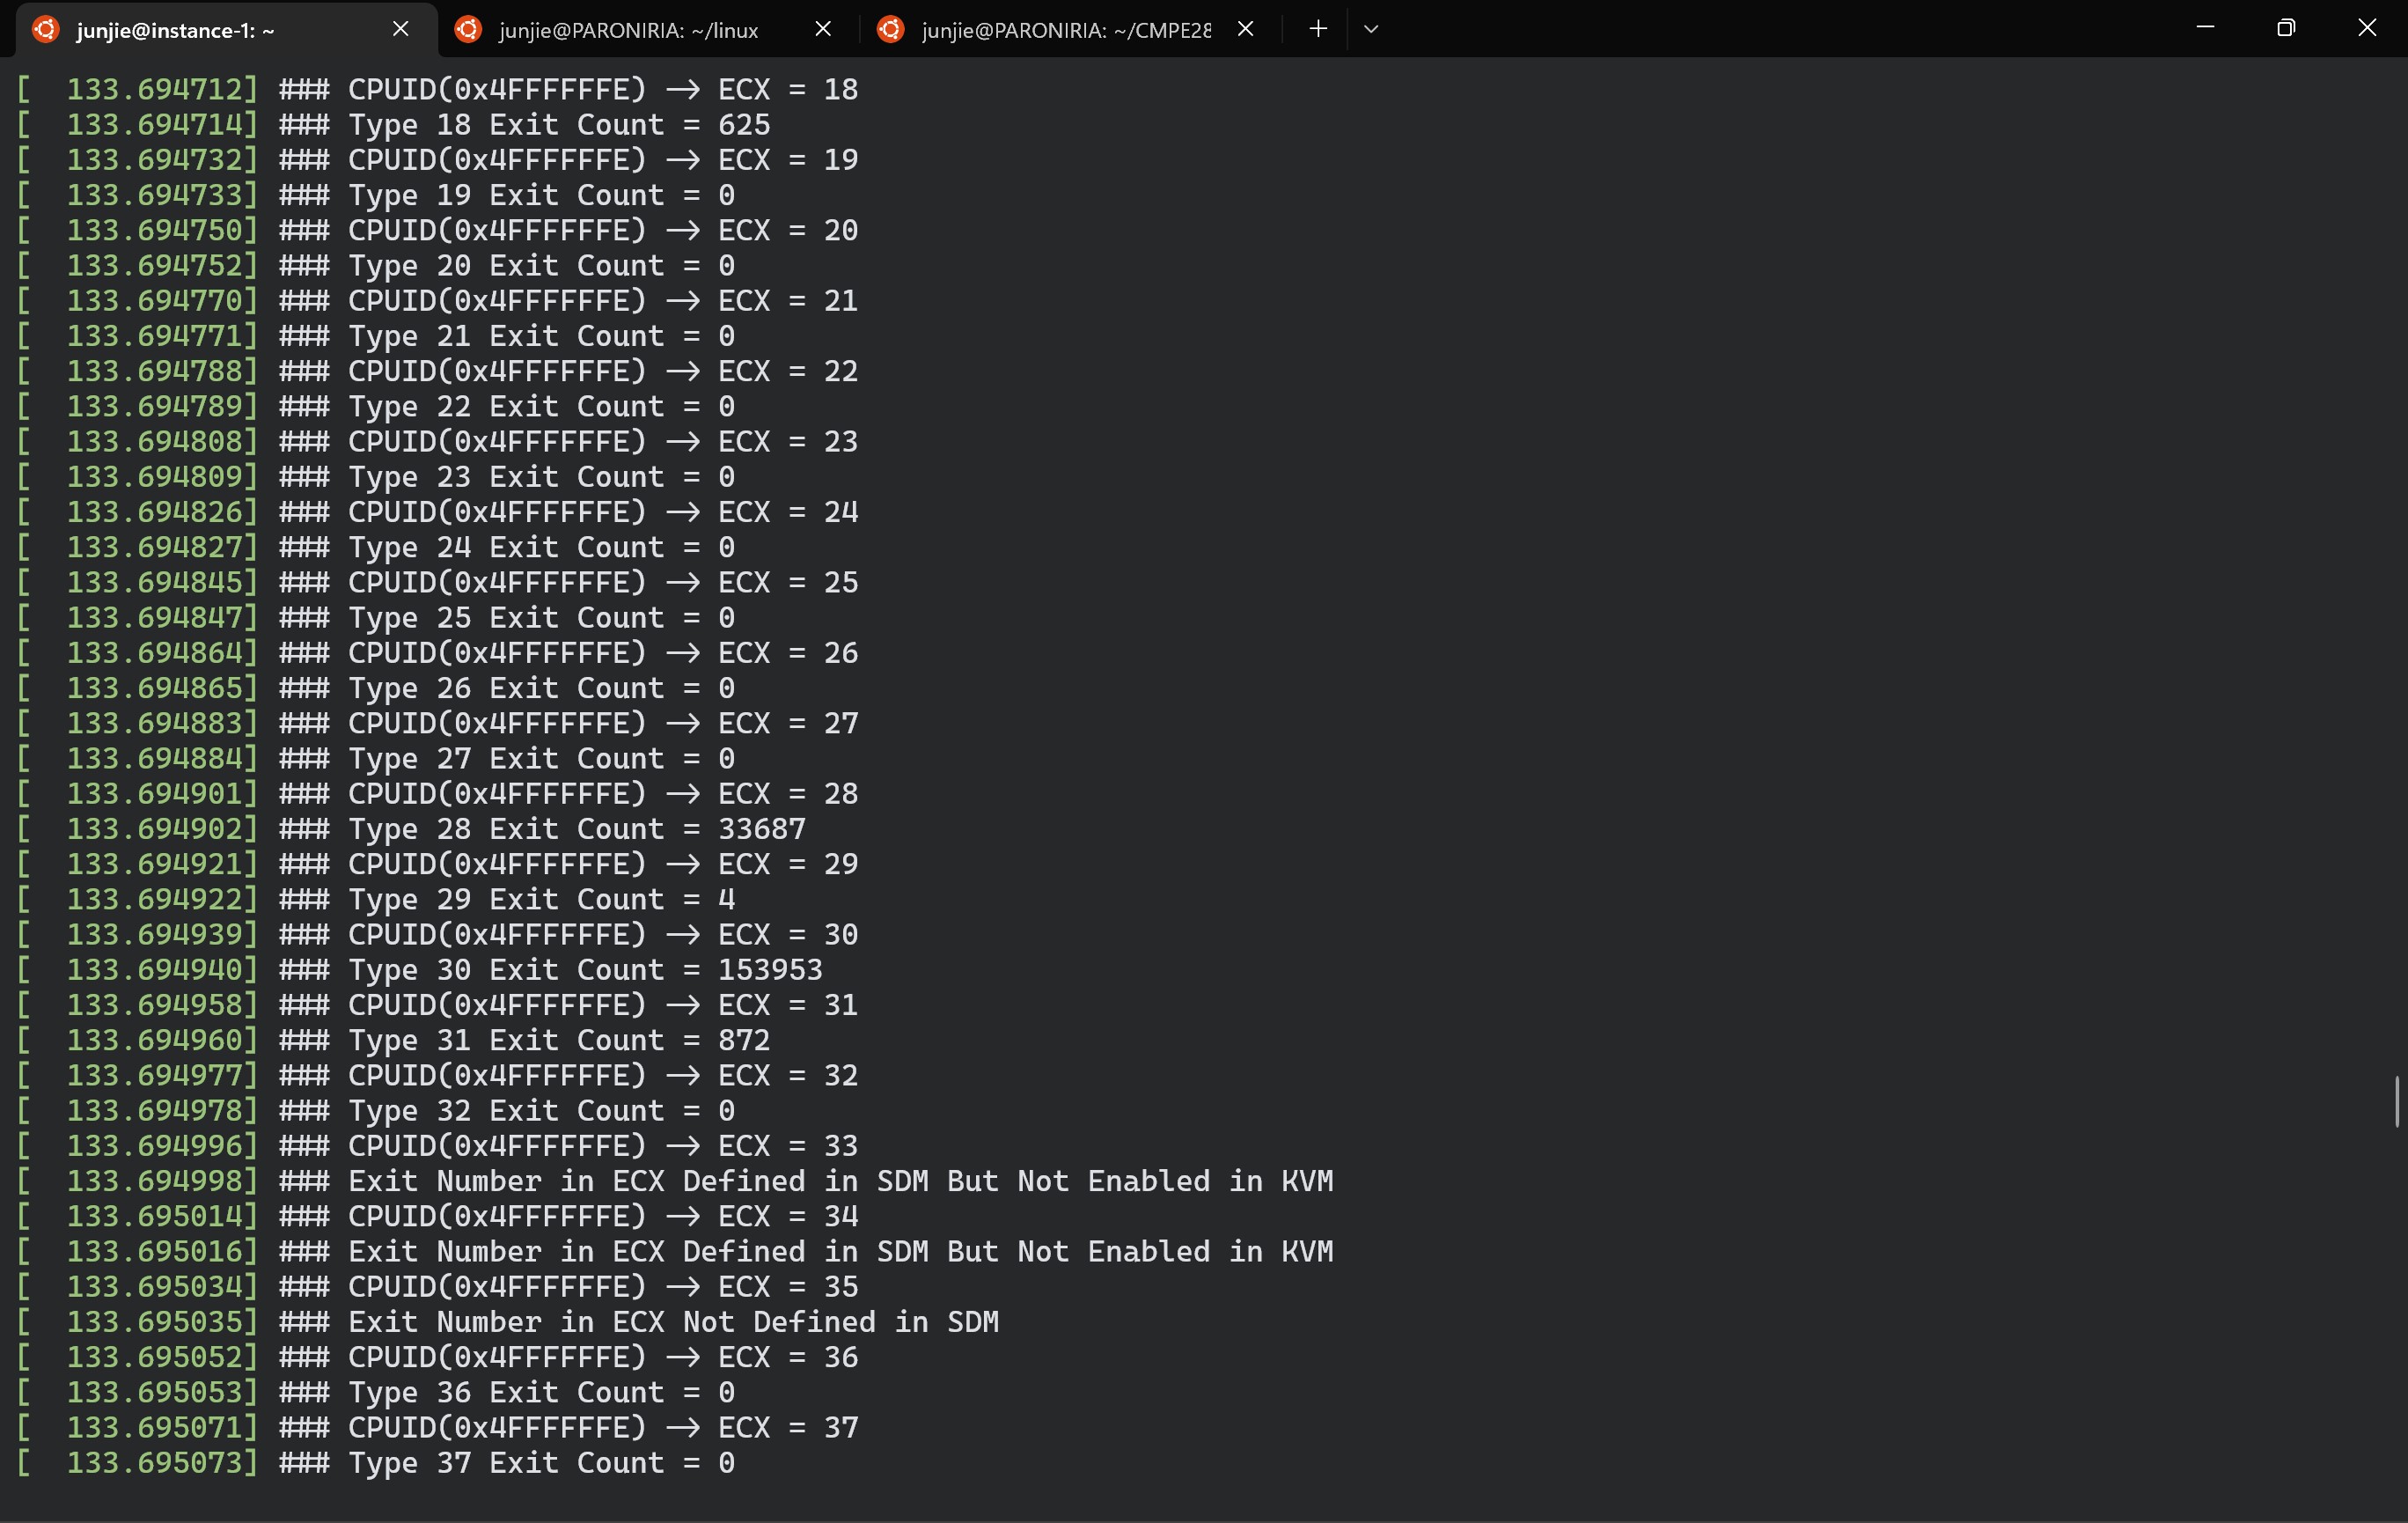 junjie@instance-1: ~
junjie@PARONIRIA: ~/linux
junjie@PARONIRIA: ~/CMPE28
[  133.694712] ### CPUID(0x4FFFFFFE) --> ECX = 18
[  133.694714] ### Type 18 Exit Count = 625
[  133.694732] ### CPUID(0x4FFFFFFE) --> ECX = 19
[  133.694733] ### Type 19 Exit Count = 0
[  133.694750] ### CPUID(0x4FFFFFFE) --> ECX = 20
[  133.694752] ### Type 20 Exit Count = 0
[  133.694770] ### CPUID(0x4FFFFFFE) --> ECX = 21
[  133.694771] ### Type 21 Exit Count = 0
[  133.694788] ### CPUID(0x4FFFFFFE) --> ECX = 22
[  133.694789] ### Type 22 Exit Count = 0
[  133.694808] ### CPUID(0x4FFFFFFE) --> ECX = 23
[  133.694809] ### Type 23 Exit Count = 0
[  133.694826] ### CPUID(0x4FFFFFFE) --> ECX = 24
[  133.694827] ### Type 24 Exit Count = 0
[  133.694845] ### CPUID(0x4FFFFFFE) --> ECX = 25
[  133.694847] ### Type 25 Exit Count = 0
[  133.694864] ### CPUID(0x4FFFFFFE) --> ECX = 26
[  133.694865] ### Type 26 Exit Count = 0
[  133.694883] ### CPUID(0x4FFFFFFE) --> ECX = 27
[  133.694884] ### Type 27 Exit Count = 0
[  133.694901] ### CPUID(0x4FFFFFFE) --> ECX = 28
[  133.694902] ### Type 28 Exit Count = 33687
[  133.694921] ### CPUID(0x4FFFFFFE) --> ECX = 29
[  133.694922] ### Type 29 Exit Count = 4
[  133.694939] ### CPUID(0x4FFFFFFE) --> ECX = 30
[  133.694940] ### Type 30 Exit Count = 153953
[  133.694958] ### CPUID(0x4FFFFFFE) --> ECX = 31
[  133.694960] ### Type 31 Exit Count = 872
[  133.694977] ### CPUID(0x4FFFFFFE) --> ECX = 32
[  133.694978] ### Type 32 Exit Count = 0
[  133.694996] ### CPUID(0x4FFFFFFE) --> ECX = 33
[  133.694998] ### Exit Number in ECX Defined in SDM But Not Enabled in KVM
[  133.695014] ### CPUID(0x4FFFFFFE) --> ECX = 34
[  133.695016] ### Exit Number in ECX Defined in SDM But Not Enabled in KVM
[  133.695034] ### CPUID(0x4FFFFFFE) --> ECX = 35
[  133.695035] ### Exit Number in ECX Not Defined in SDM
[  133.695052] ### CPUID(0x4FFFFFFE) --> ECX = 36
[  133.695053] ### Type 36 Exit Count = 0
[  133.695071] ### CPUID(0x4FFFFFFE) --> ECX = 37
[  133.695073] ### Type 37 Exit Count = 0